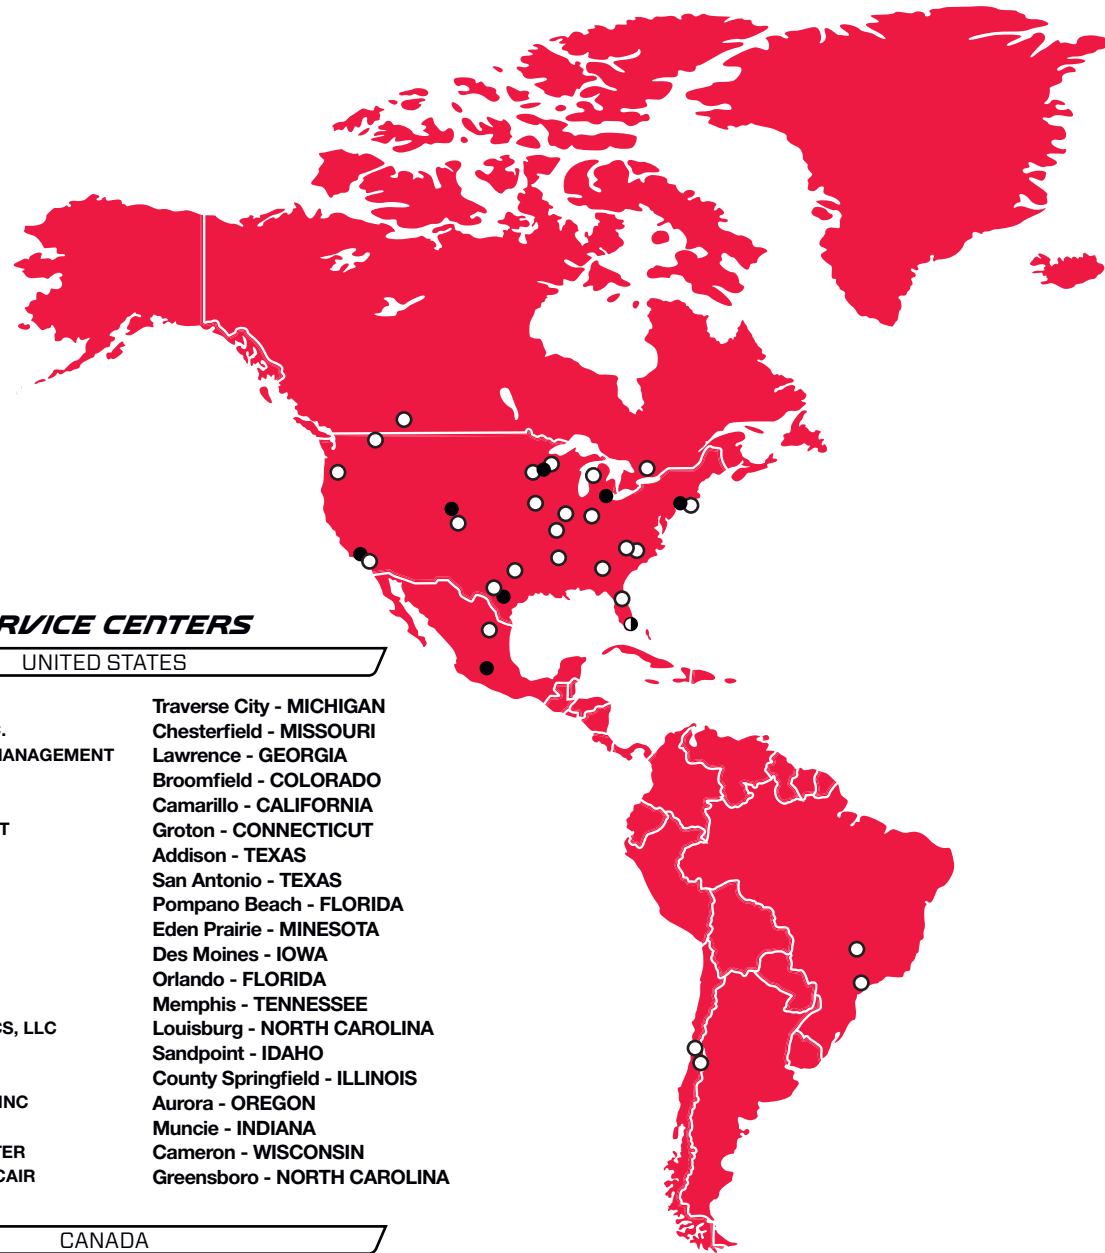 RVICE CENTERS
UNITED STATES
Traverse City - MICHIGAN
C. Chesterfield - MISSOURI
MANAGEMENT Lawrence - GEORGIA
Broomfield - COLORADO
Camarillo - CALIFORNIA
T Groton - CONNECTICUT
Addison - TEXAS
San Antonio - TEXAS
Pompano Beach - FLORIDA
Eden Prairie - MINESOTA
Des Moines - IOWA
Orlando - FLORIDA
Memphis - TENNESSEE
CS, LLC Louisburg - NORTH CAROLINA
Sandpoint - IDAHO
County Springfield - ILLINOIS
INC Aurora - OREGON
Muncie - INDIANA
TER Cameron - WISCONSIN
CAIR Greensboro - NORTH CAROLINA
CANADA